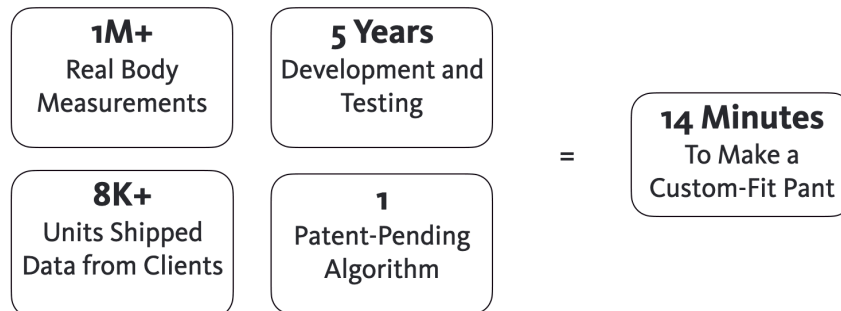 1M+
Real Body
Measurements
5 Years
Development and
Testing
8K+
Units Shipped
Data from Clients
1
Patent-Pending
Algorithm
=
14 Minutes
To Make a
Custom-Fit Pant